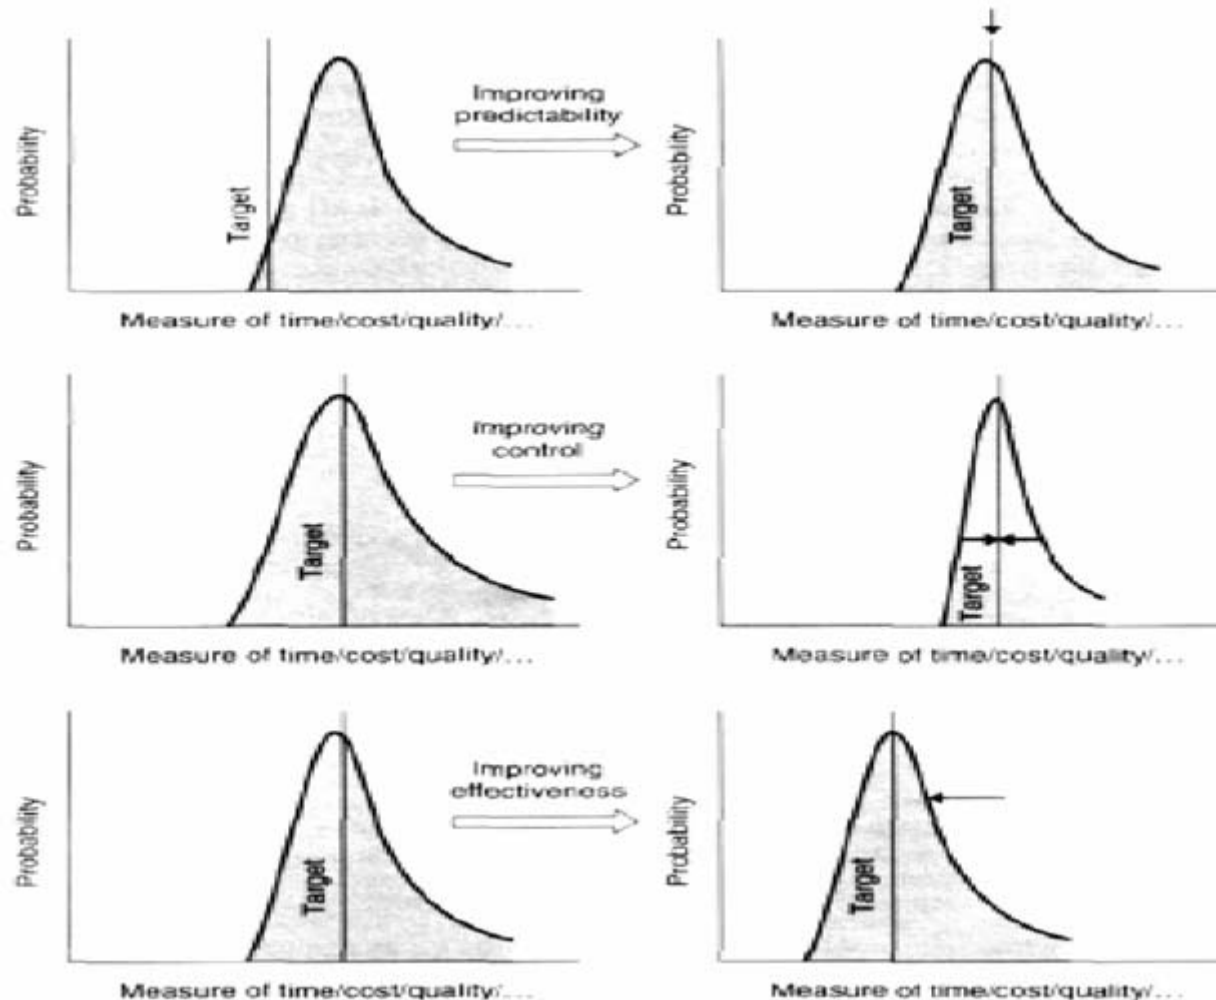 Probability
Target
Measure of time/cost/quality/...
Improving
predictability
Probability
Target
Measure of time/cost/quality/...
Probability
Target
Measure of time/cost/quality/...
Improving
control
Probability
Target
Measure of time/cost/quality/...
Probability
Target
Measure of time/cost/quality/...
Improving
effectiveness
Probability
Target
Measure of time/cost/quality/...